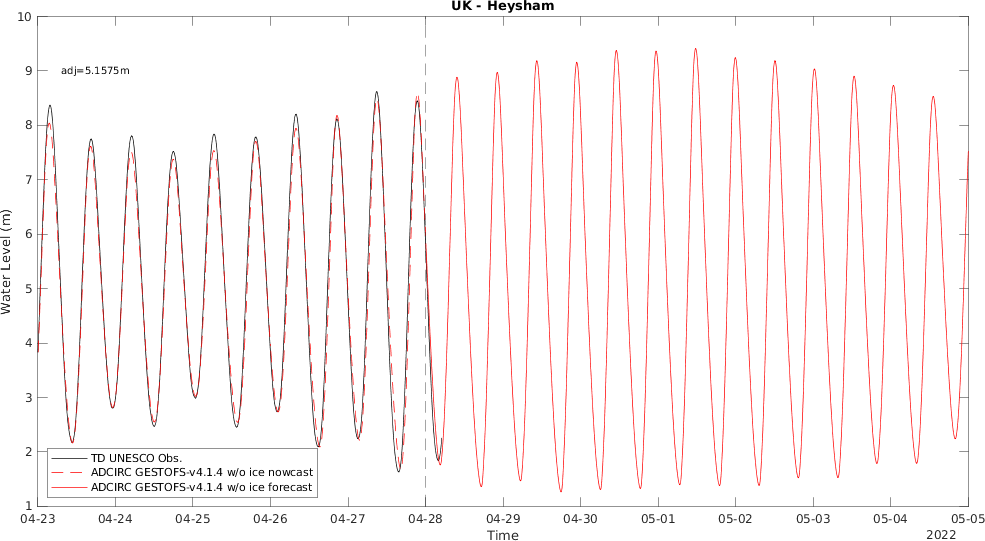 UK - Heysham
10
9
8
7
6
5
4
3
2
1
Water Level (m)
adj=5.1575m
TD UNESCO Obs.
ADCIRC GESTOFS-v4.1.4 w/o ice nowcast
ADCIRC GESTOFS-v4.1.4 w/o ice forecast
04-23 04-24 04-25 04-26 04-27 04-28 04-29 04-30 05-01 05-02 05-03 05-04 05-05
Time
2022